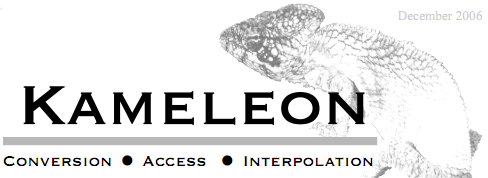 December 2006
KAMELEON
CONVERSION ● ACCESS ● INTERPOLATION